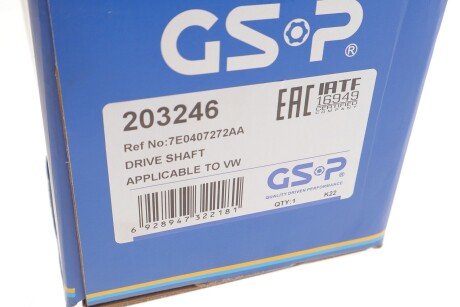 GSP®
203246
Ref No:7E0407272AA
DRIVE SHAFT
APPLICABLE TO VW
6 928947 322181
EAC
IATF
16949
CERTIFIED
COMPANY
GSP®
QUALITY DRIVEN PERFORMANCE
QTY:1 K22